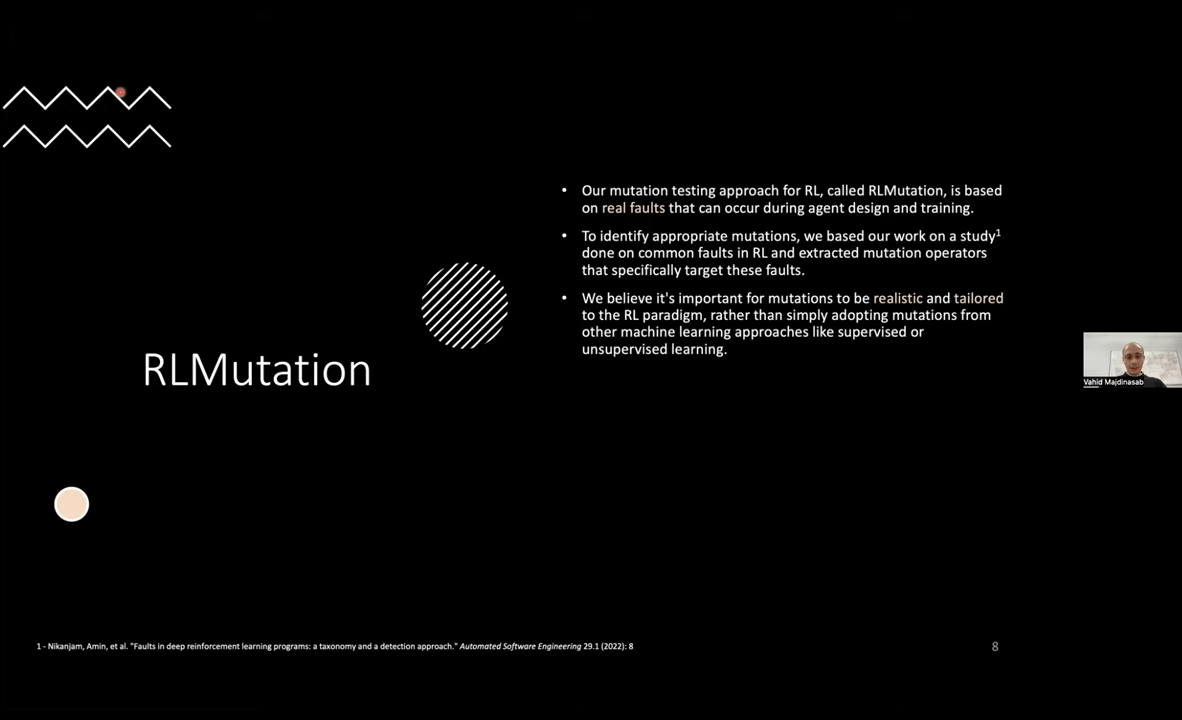 RLMutation
• Our mutation testing approach for RL, called RLMutation, is based
on real faults that can occur during agent design and training.
• To identify appropriate mutations, we based our work on a study1
done on common faults in RL and extracted mutation operators
that specifically target these faults.
• We believe it's important for mutations to be realistic and tailored
to the RL paradigm, rather than simply adopting mutations from
other machine learning approaches like supervised or
unsupervised learning.
Vahid Majdinasab
1 - Nikanjam, Amin, et al. "Faults in deep reinforcement learning programs: a taxonomy and a detection approach." Automated Software Engineering 29.1 (2022): 8
8